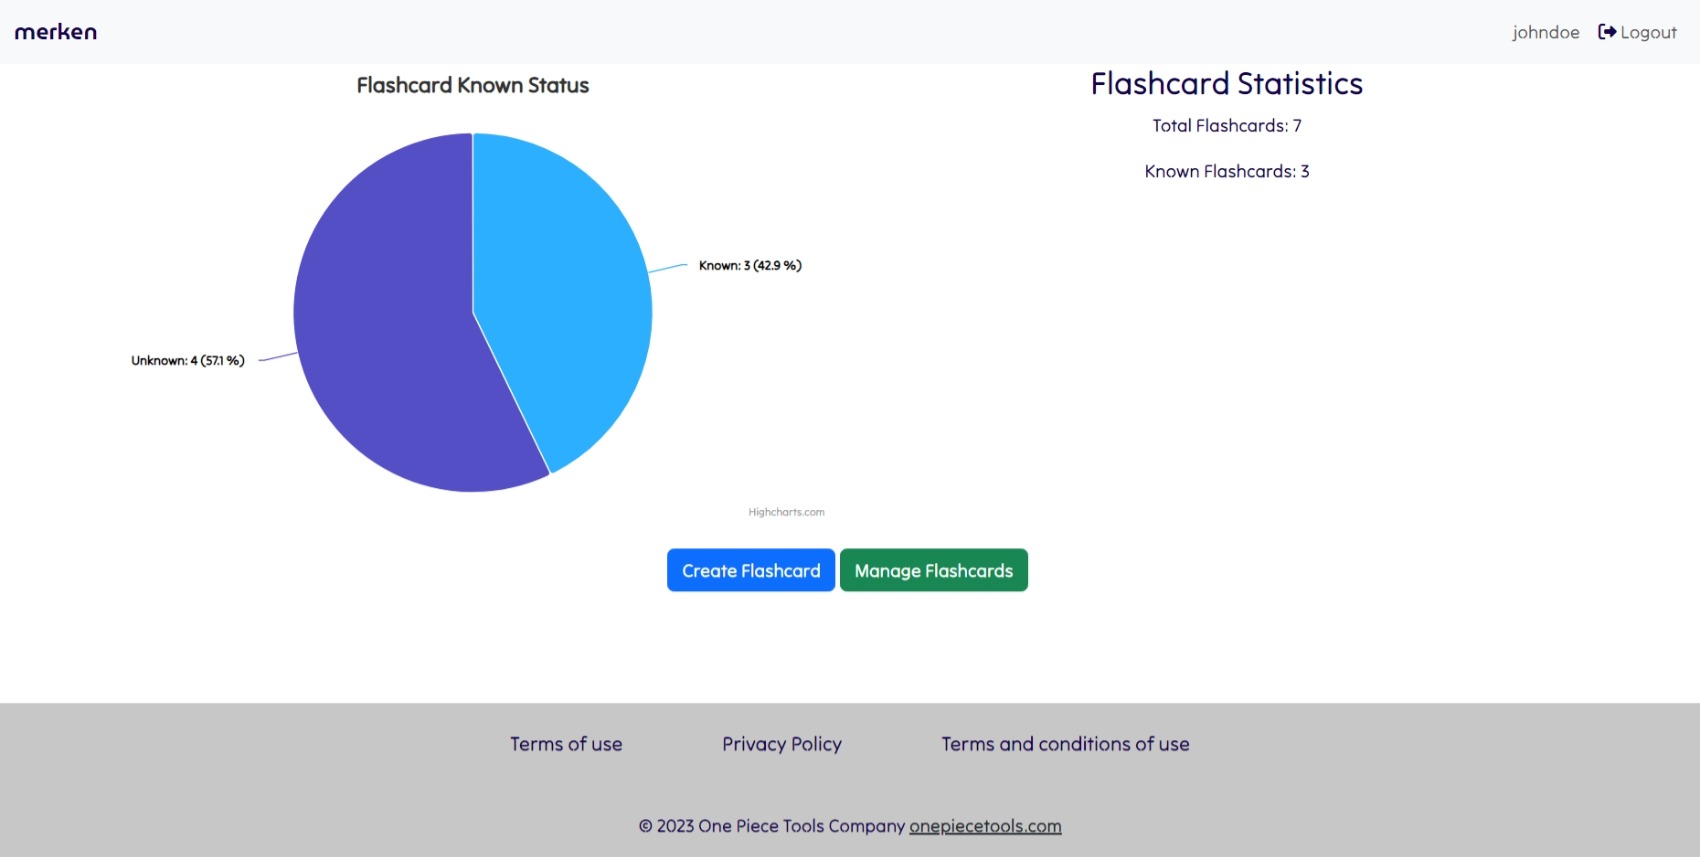 merken
johndoe
Logout
Flashcard Known Status
Known: 3 (42.9 %)
Unknown: 4 (57.1 %)
Highcharts.com
Flashcard Statistics
Total Flashcards: 7
Known Flashcards: 3
Create Flashcard
Manage Flashcards
Terms of use
Privacy Policy
Terms and conditions of use
© 2023 One Piece Tools Company onepiecetools.com